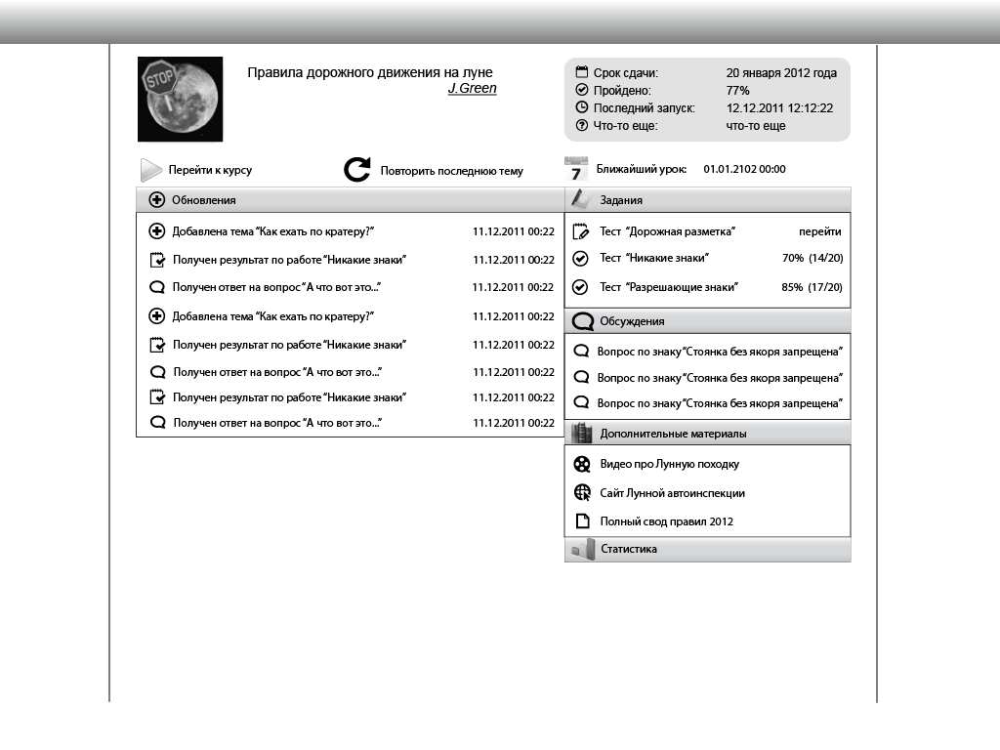 STOP
Правила дорожного движения на луне
J.Green
Срок сдачи: 20 января 2012 года
Пройдено: 77%
Последний запуск: 12.12.2011 12:12:22
Что-то еще: что-то еще
Перейти к курсу
Повторить последнюю тему
7
Ближайший урок: 01.01.2102 00:00
Обновления
Добавлена тема “Как ехать по кратеру?” 11.12.2011 00:22
Получен результат по работе “Никакие знаки” 11.12.2011 00:22
Получен ответ на вопрос “А что вот это...” 11.12.2011 00:22
Добавлена тема “Как ехать по кратеру?” 11.12.2011 00:22
Получен результат по работе “Никакие знаки” 11.12.2011 00:22
Получен ответ на вопрос “А что вот это...” 11.12.2011 00:22
Получен результат по работе “Никакие знаки” 11.12.2011 00:22
Получен ответ на вопрос “А что вот это...” 11.12.2011 00:22
Задания
Тест “Дорожная разметка” перейти
Тест “Никакие знаки” 70% (14/20)
Тест “Разрешающие знаки” 85% (17/20)
Обсуждения
Вопрос по знаку “Стоянка без якоря запрещена”
Вопрос по знаку “Стоянка без якоря запрещена”
Вопрос по знаку “Стоянка без якоря запрещена”
Дополнительные материалы
Видео про Лунную походку
Сайт Лунной автоинспекции
Полный свод правил 2012
Статистика